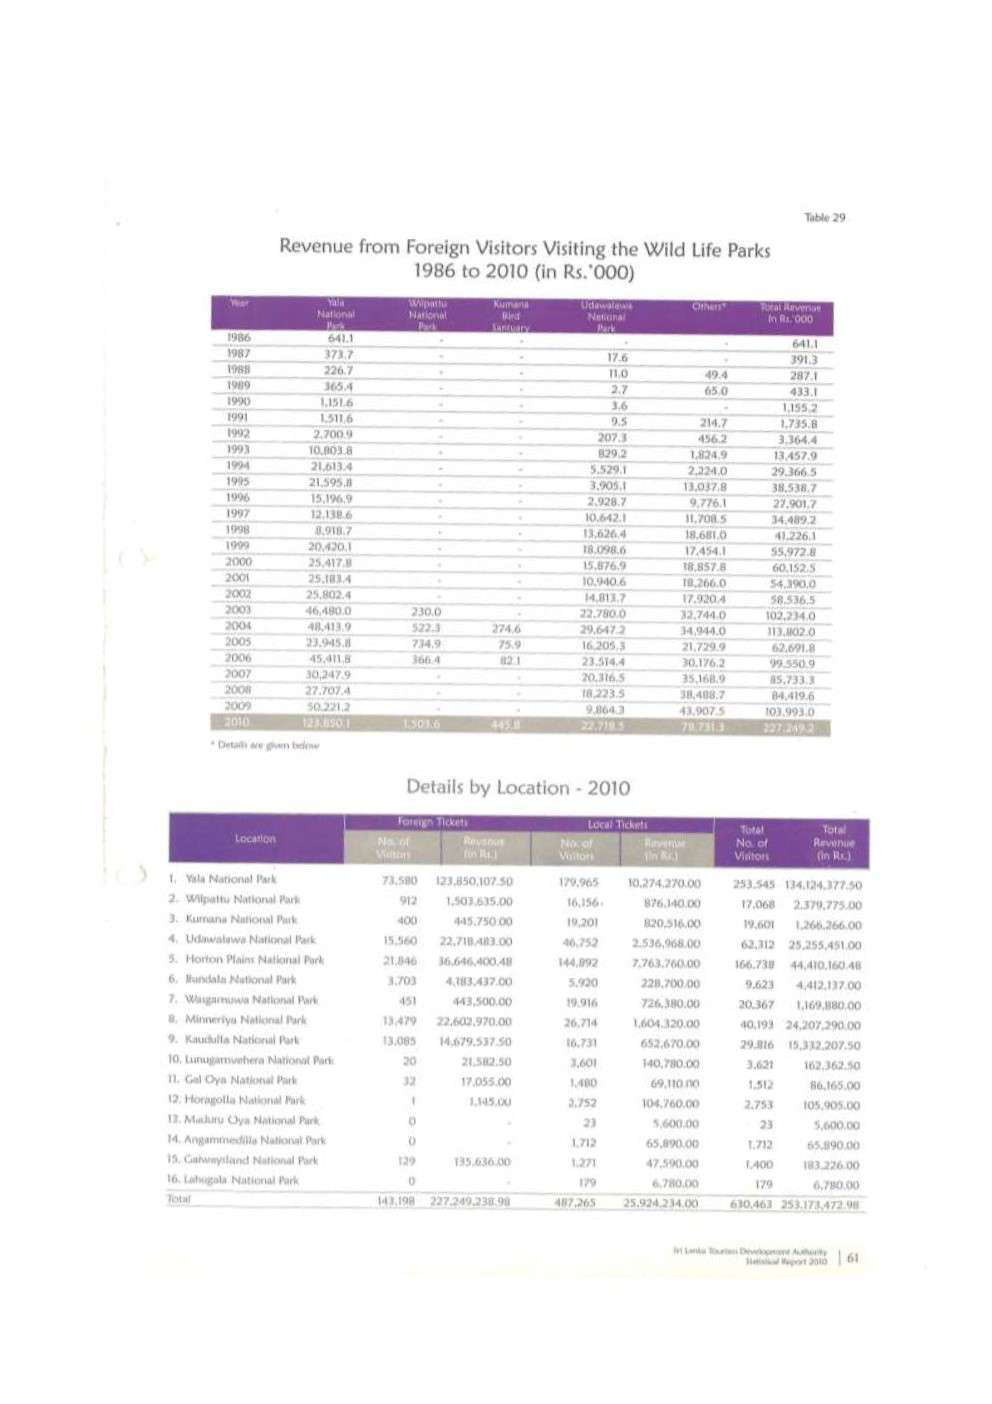 Table 29
Revenue from Foreign Visitors Visiting the Wild Life Parks
1986 to 2010 (in Rs.'000)
Year Yala National Park Wilpattu National Park Kumana Bird Santuary Udawalawa National Park Others* Total Revenue In Rs.'000
1986 641.1 - - - - 641.1
1987 373.7 - - 17.6 - 391.3
1988 226.7 - - 11.0 49.4 287.1
1989 365.4 - - 2.7 65.0 433.1
1990 1,151.6 - - 3.6 - 1,155.2
1991 1,511.6 - - 9.5 214.7 1,735.8
1992 2,700.9 - - 207.3 456.2 3,364.4
1993 10,803.8 - - 829.2 1,824.9 13,457.9
1994 21,613.4 - - 5,529.1 2,224.0 29,366.5
1995 21,595.8 - - 3,905.1 13,037.8 38,538.7
1996 15,196.9 - - 2,928.7 9,776.1 27,901.7
1997 12,138.6 - - 10,642.1 11,708.5 34,489.2
1998 8,918.7 - - 13,626.4 18,681.0 41,226.1
1999 20,420.1 - - 18,098.6 17,454.1 55,972.8
2000 25,417.8 - - 15,876.9 18,857.8 60,152.5
2001 25,183.4 - - 10,940.6 18,266.0 54,390.0
2002 25,802.4 - - 14,813.7 17,920.4 58,536.5
2003 46,480.0 230.0 - 22,780.0 32,744.0 102,234.0
2004 48,413.9 522.3 274.6 29,647.2 34,944.0 113,802.0
2005 23,945.8 734.9 75.9 16,205.3 21,729.9 62,691.8
2006 45,411.8 366.4 82.1 23,514.4 30,176.2 99,550.9
2007 30,247.9 - - 20,316.5 35,168.9 85,733.3
2008 27,707.4 - - 18,223.5 38,488.7 84,419.6
2009 50,221.2 - - 9,864.3 43,907.5 103,993.0
2010 123,850.1 1,503.6 445.8 22,718.5 78,731.3 227,249.2
* Details are given below
Details by Location - 2010
Location Foreign Tickets Local Tickets Total No. of Visitors Total Revenue (in Rs.)
No. of Visitors Revenue (in Rs.) No. of Visitors Revenue (in Rs.)
1. Yala National Park 73,580 123,850,107.50 179,965 10,274,270.00 253,545 134,124,377.50
2. Wilpattu National Park 912 1,503,635.00 16,156 876,140.00 17,068 2,379,775.00
3. Kumana National Park 400 445,750.00 19,201 820,516.00 19,601 1,266,266.00
4. Udawalawa National Park 15,560 22,718,483.00 46,752 2,536,968.00 62,312 25,255,451.00
5. Horton Plains National Park 21,846 36,646,400.48 144,892 7,763,760.00 166,738 44,410,160.48
6. Bundala National Park 3,703 4,183,437.00 5,920 228,700.00 9,623 4,412,137.00
7. Wasgamuwa National Park 451 443,500.00 19,916 726,380.00 20,367 1,169,880.00
8. Minneriya National Park 13,479 22,602,970.00 26,714 1,604,320.00 40,193 24,207,290.00
9. Kaudulla National Park 13,085 14,679,537.50 16,731 652,670.00 29,816 15,332,207.50
10. Lunugamvehera National Park 20 21,582.50 3,601 140,780.00 3,621 162,362.50
11. Gal Oya National Park 32 17,055.00 1,480 69,110.00 1,512 86,165.00
12. Horagolla National Park 1 1,145.00 2,752 104,760.00 2,753 105,905.00
13. Maduru Oya National Park 0 - 23 5,600.00 23 5,600.00
14. Angammedilla National Park 0 - 1,712 65,890.00 1,712 65,890.00
15. Galwaysland National Park 129 135,636.00 1,271 47,590.00 1,400 183,226.00
16. Lahugala National Park 0 - 179 6,780.00 179 6,780.00
Total 143,198 227,249,238.98 487,265 25,924,234.00 630,463 253,173,472.98
Sri Lanka Tourism Development Authority
Statistical Report 2010 | 61